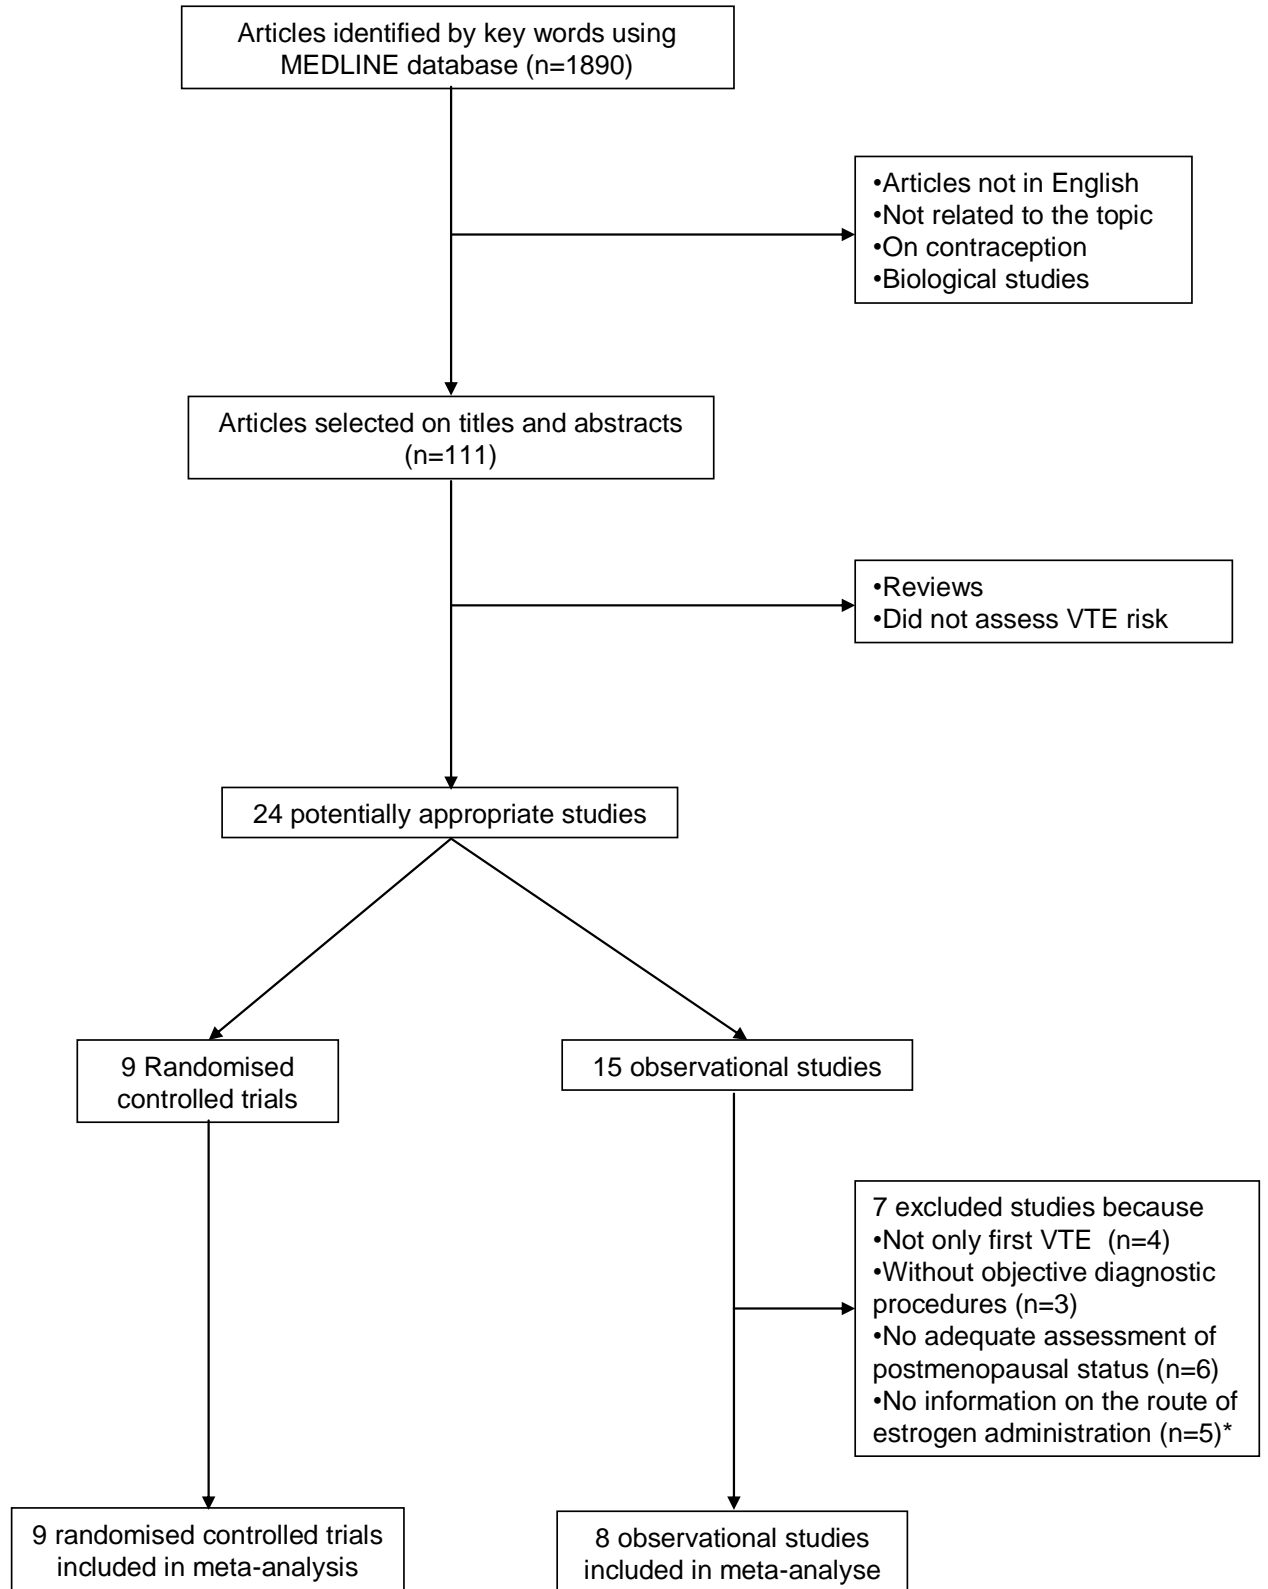 Articles identified by key words using
MEDLINE database (n=1890)
•Articles not in English
•Not related to the topic
•On contraception
•Biological studies
Articles selected on titles and abstracts
(n=111)
•Reviews
•Did not assess VTE risk
24 potentially appropriate studies
9 Randomised
controlled trials
15 observational studies
7 excluded studies because
•Not only first VTE (n=4)
•Without objective diagnostic
procedures (n=3)
•No adequate assessment of
postmenopausal status (n=6)
•No information on the route of
estrogen administration (n=5)*
9 randomised controlled trials
included in meta-analysis
8 observational studies
included in meta-analyse